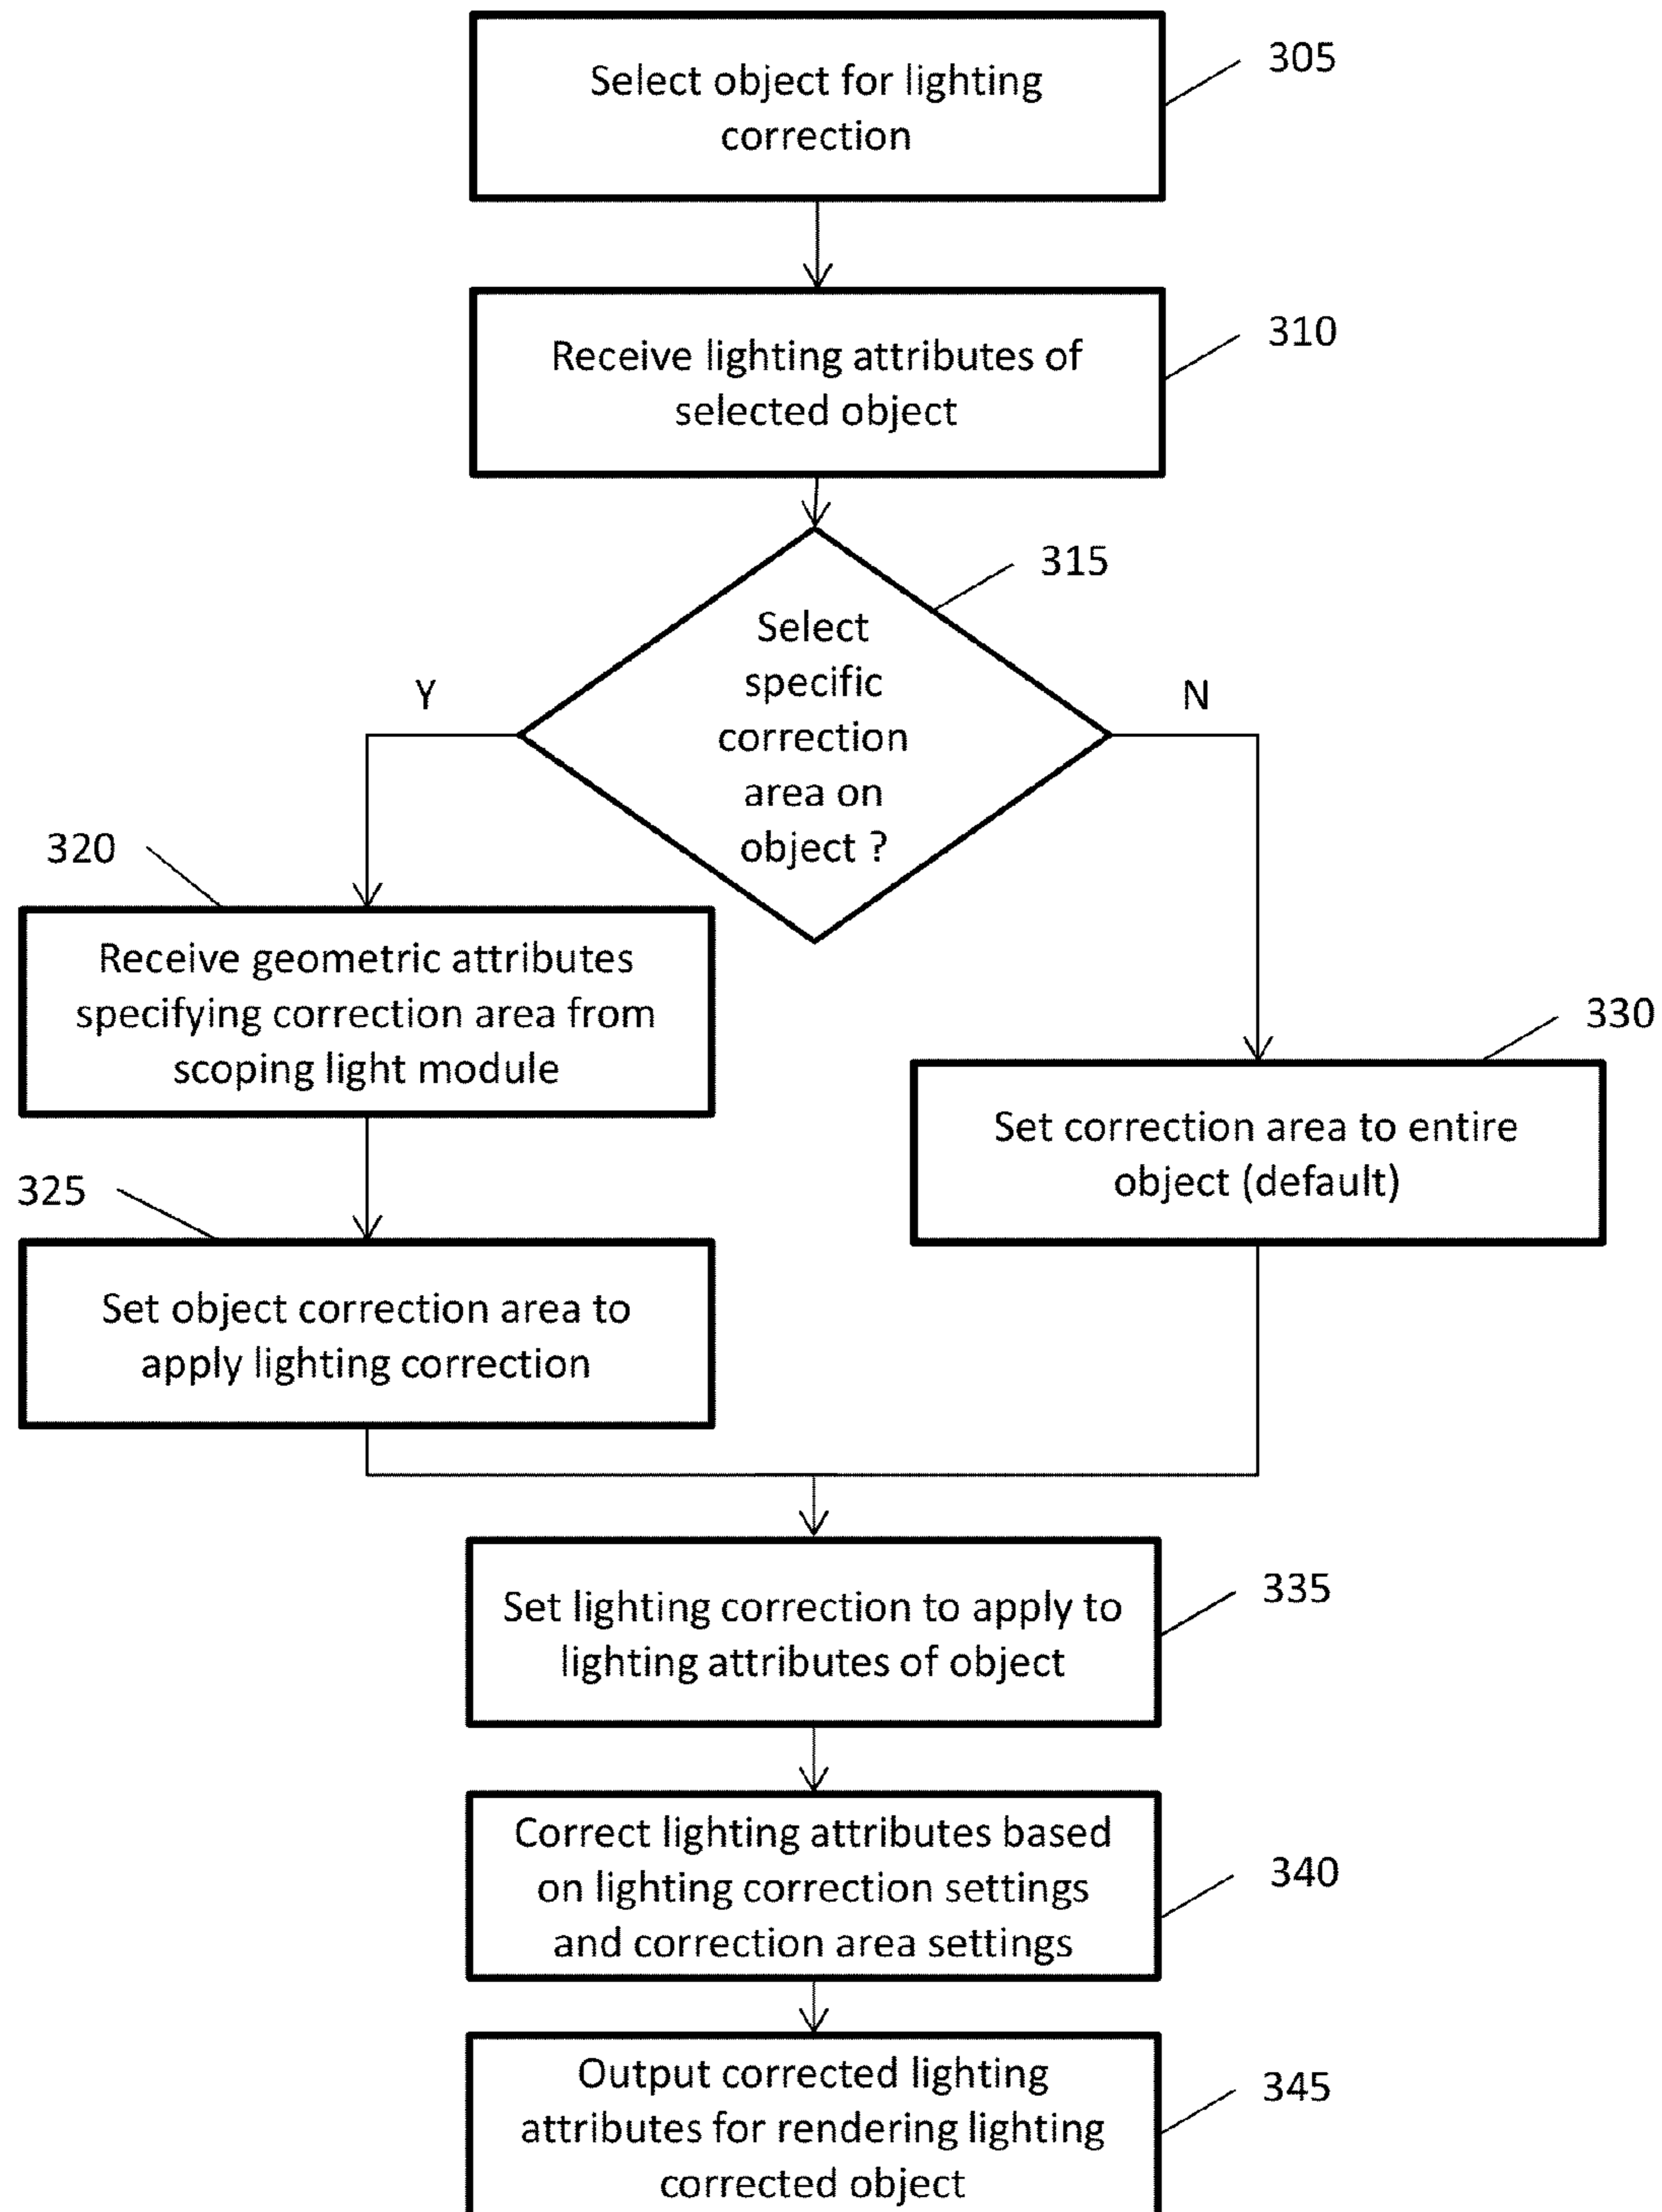 Select object for lighting
correction
305
Receive lighting attributes of
selected object
310
315
Select
specific
correction
area on
object ?
Y
N
320
Receive geometric attributes
specifying correction area from
scoping light module
330
Set correction area to entire
object (default)
325
Set object correction area to
apply lighting correction
335
Set lighting correction to apply to
lighting attributes of object
340
Correct lighting attributes based
on lighting correction settings
and correction area settings
345
Output corrected lighting
attributes for rendering lighting
corrected object